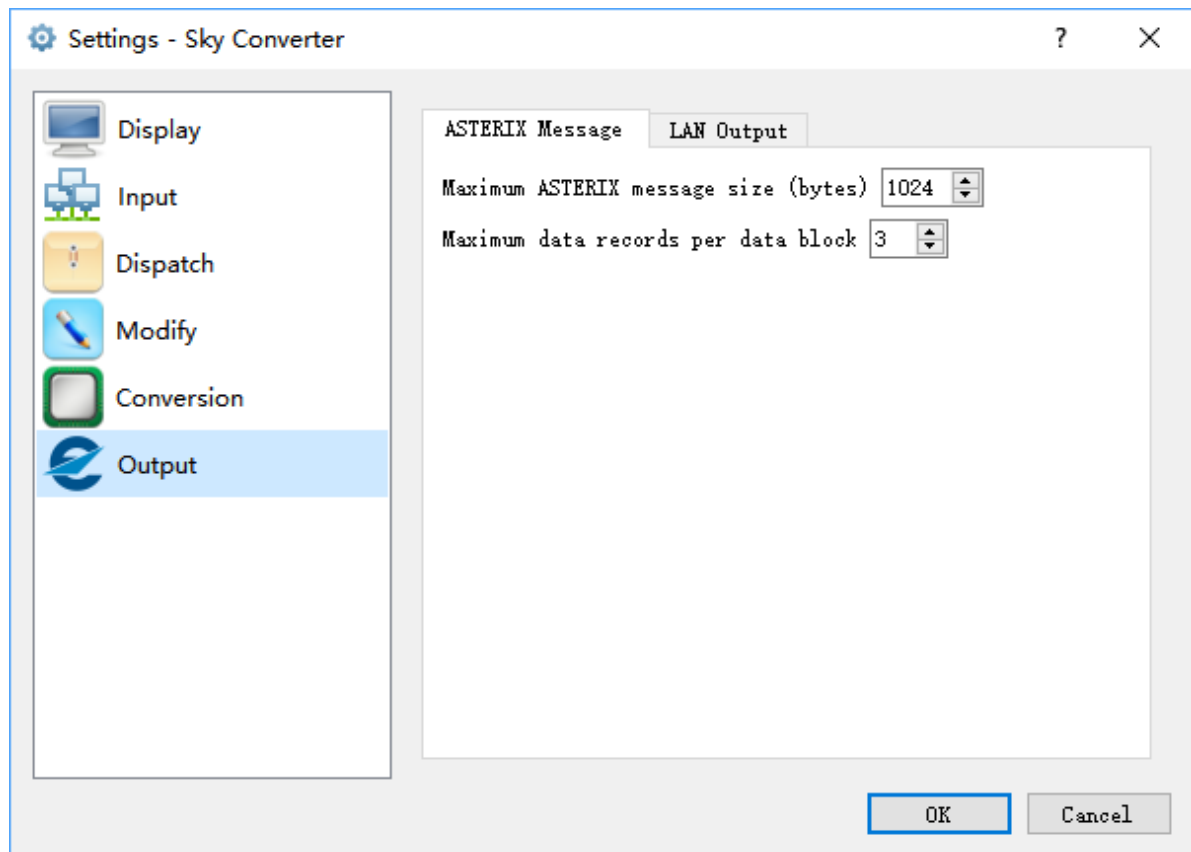 Settings - Sky Converter
?
Display
Input
Dispatch
Modify
Conversion
Output
ASTERIX Message
LAN Output
Maximum ASTERIX message size (bytes) 1024
Maximum data records per data block 3
OK
Cancel